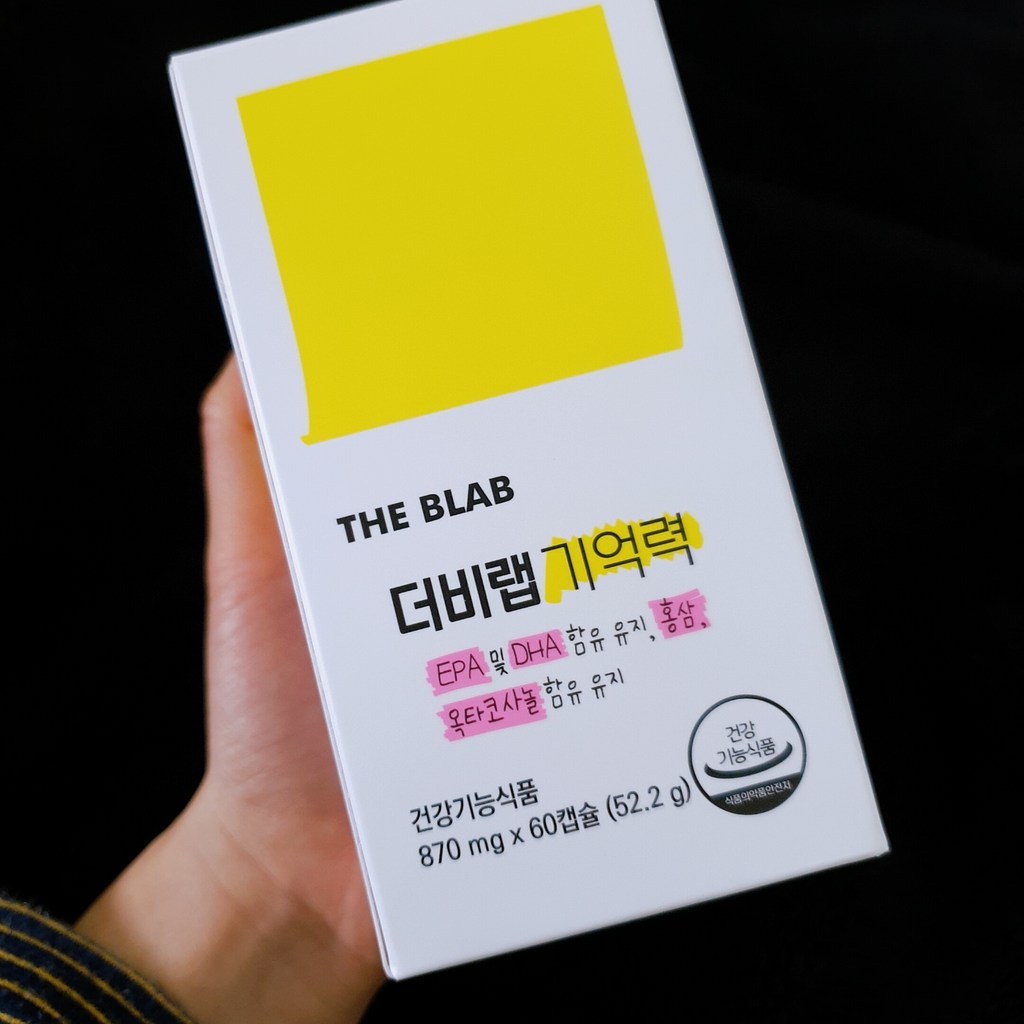 THE BLAB
더비랩 기억력
EPA 및 DHA 함유 유지, 홍삼,
옥타코사놀 함유 유지
건강
기능식품
식품의약품안전처
건강기능식품
870 mg x 60캡슐 (52.2 g)